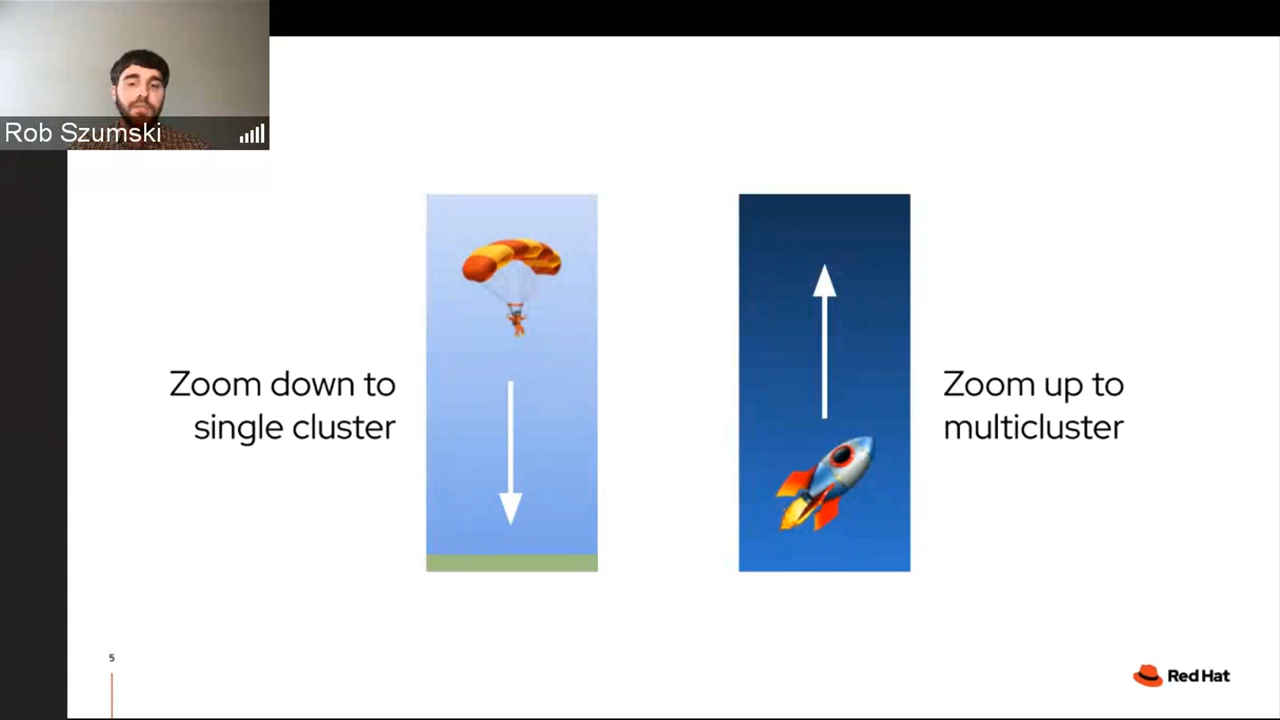 Rob Szumski
Zoom down to
single cluster
Zoom up to
multicluster
5
Red Hat